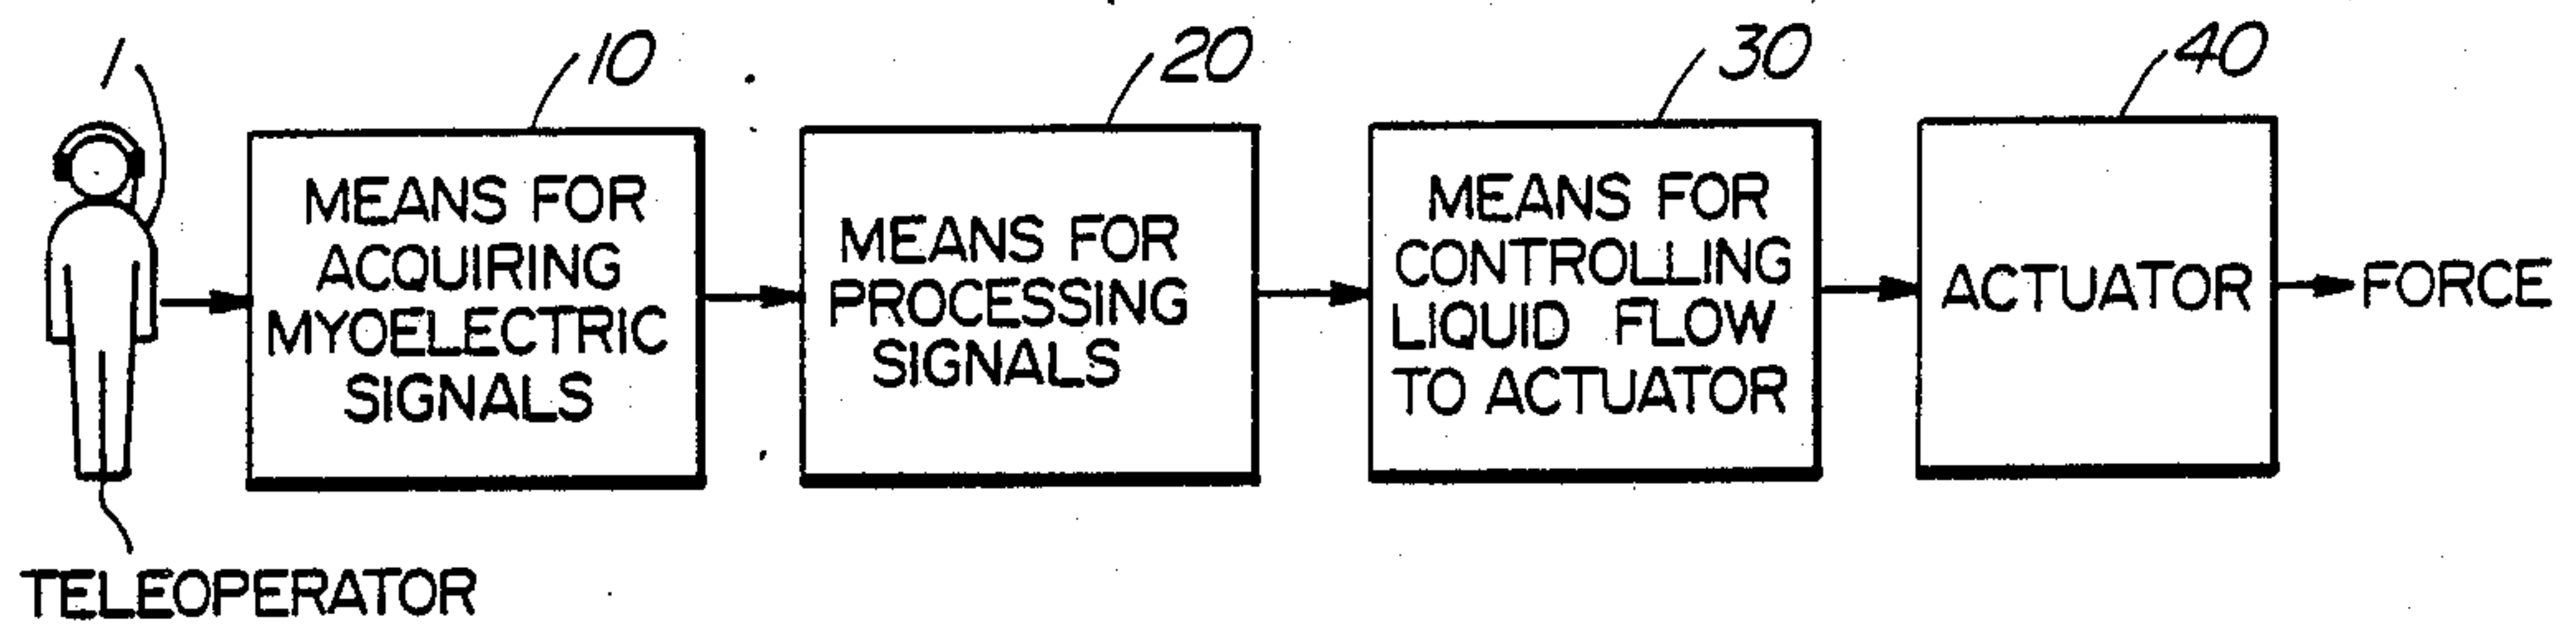 1
10
20
30
40
MEANS FOR
ACQUIRING
MYOELECTRIC
SIGNALS
MEANS FOR
PROCESSING
SIGNALS
MEANS FOR
CONTROLLING
LIQUID FLOW
TO ACTUATOR
ACTUATOR
FORCE
TELEOPERATOR